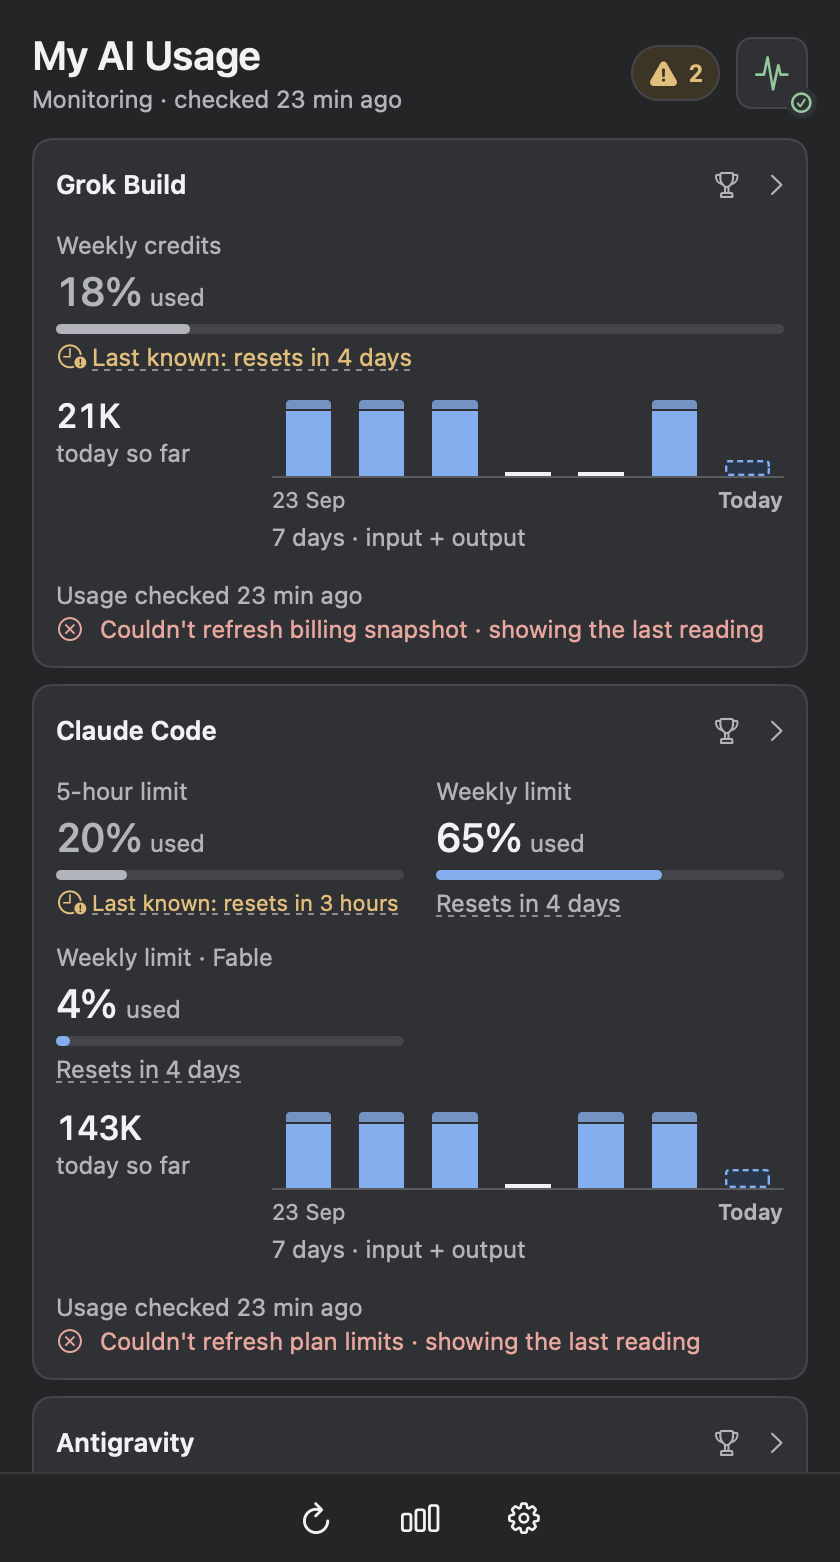 My AI Usage
Monitoring · checked 23 min ago
2
Grok Build
Weekly credits
18% used
Last known: resets in 4 days
21K
today so far
23 Sep
Today
7 days · input + output
Usage checked 23 min ago
Couldn't refresh billing snapshot · showing the last reading
Claude Code
5-hour limit
20% used
Last known: resets in 3 hours
Weekly limit
65% used
Resets in 4 days
Weekly limit · Fable
4% used
Resets in 4 days
143K
today so far
23 Sep
Today
7 days · input + output
Usage checked 23 min ago
Couldn't refresh plan limits · showing the last reading
Antigravity